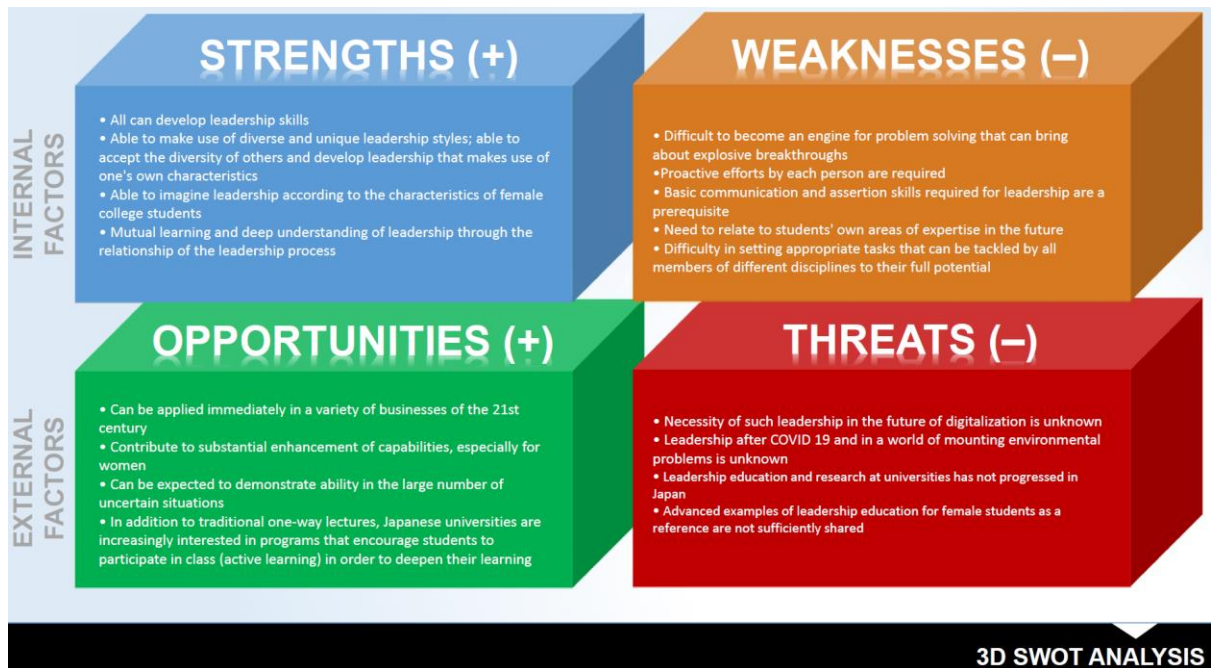 STRENGTHS (+)
• All can develop leadership skills
• Able to make use of diverse and unique leadership styles; able to
accept the diversity of others and develop leadership that makes use of
one's own characteristics
• Able to imagine leadership according to the characteristics of female
college students
• Mutual learning and deep understanding of leadership through the
relationship of the leadership process
WEAKNESSES (–)
• Difficult to become an engine for problem solving that can bring
about explosive breakthroughs
•Proactive efforts by each person are required
• Basic communication and assertion skills required for leadership are a
prerequisite
• Need to relate to students' own areas of expertise in the future
• Difficulty in setting appropriate tasks that can be tackled by all
members of different disciplines to their full potential
INTERNAL
FACTORS
OPPORTUNITIES (+)
• Can be applied immediately in a variety of businesses of the 21st
century
• Contribute to substantial enhancement of capabilities, especially for
women
• Can be expected to demonstrate ability in the large number of
uncertain situations
• In addition to traditional one-way lectures, Japanese universities are
increasingly interested in programs that encourage students to
participate in class (active learning) in order to deepen their learning
THREATS (–)
• Necessity of such leadership in the future of digitalization is unknown
• Leadership after COVID 19 and in a world of mounting environmental
problems is unknown
• Leadership education and research at universities has not progressed in
Japan
• Advanced examples of leadership education for female students as a
reference are not sufficiently shared
EXTERNAL
FACTORS
3D SWOT ANALYSIS